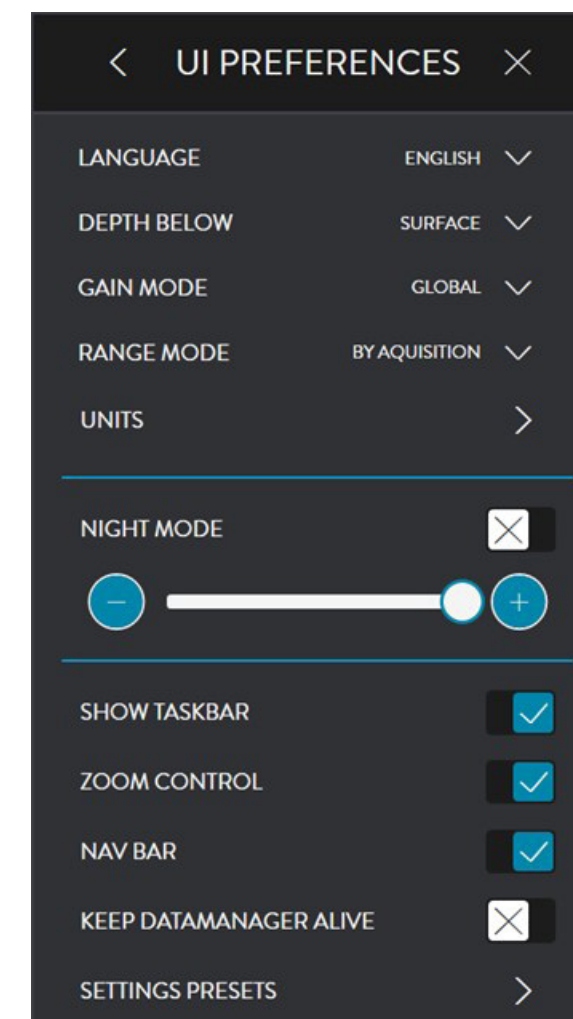 UI PREFERENCES
LANGUAGE ENGLISH
DEPTH BELOW SURFACE
GAIN MODE GLOBAL
RANGE MODE BY AQUISITION
UNITS
NIGHT MODE
SHOW TASKBAR
ZOOM CONTROL
NAV BAR
KEEP DATAMANAGER ALIVE
SETTINGS PRESETS